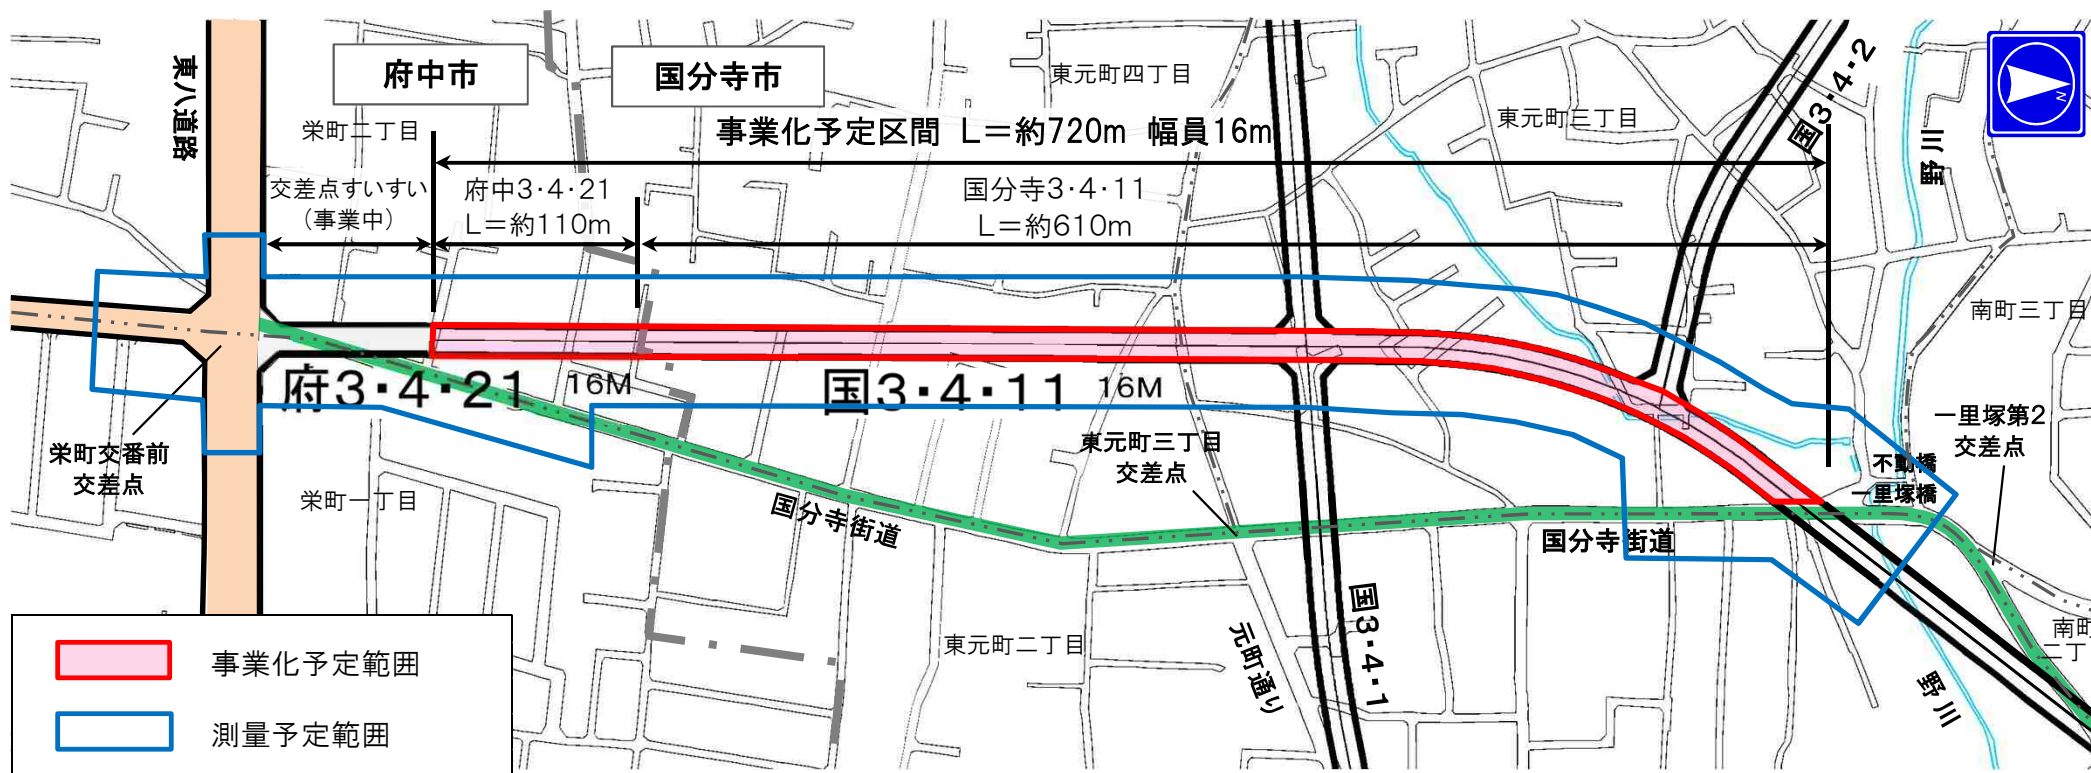 東八道路
府中市
国分寺市
栄町二丁目
東元町四丁目
東元町三丁目
国3・4・2
野川
N
事業化予定区間 L=約720m 幅員16m
交差点すいすい
(事業中)
府中3・4・21
L=約110m
国分寺3・4・11
L=約610m
南町三丁目
府3・4・21 16M
国3・4・11 16M
栄町交番前
交差点
栄町一丁目
国分寺街道
東元町三丁目
交差点
国分寺街道
不動橋
一里塚橋
一里塚第2
交差点
東元町二丁目
元町通り
国3・4・1
野川
南町
二丁
事業化予定範囲
測量予定範囲